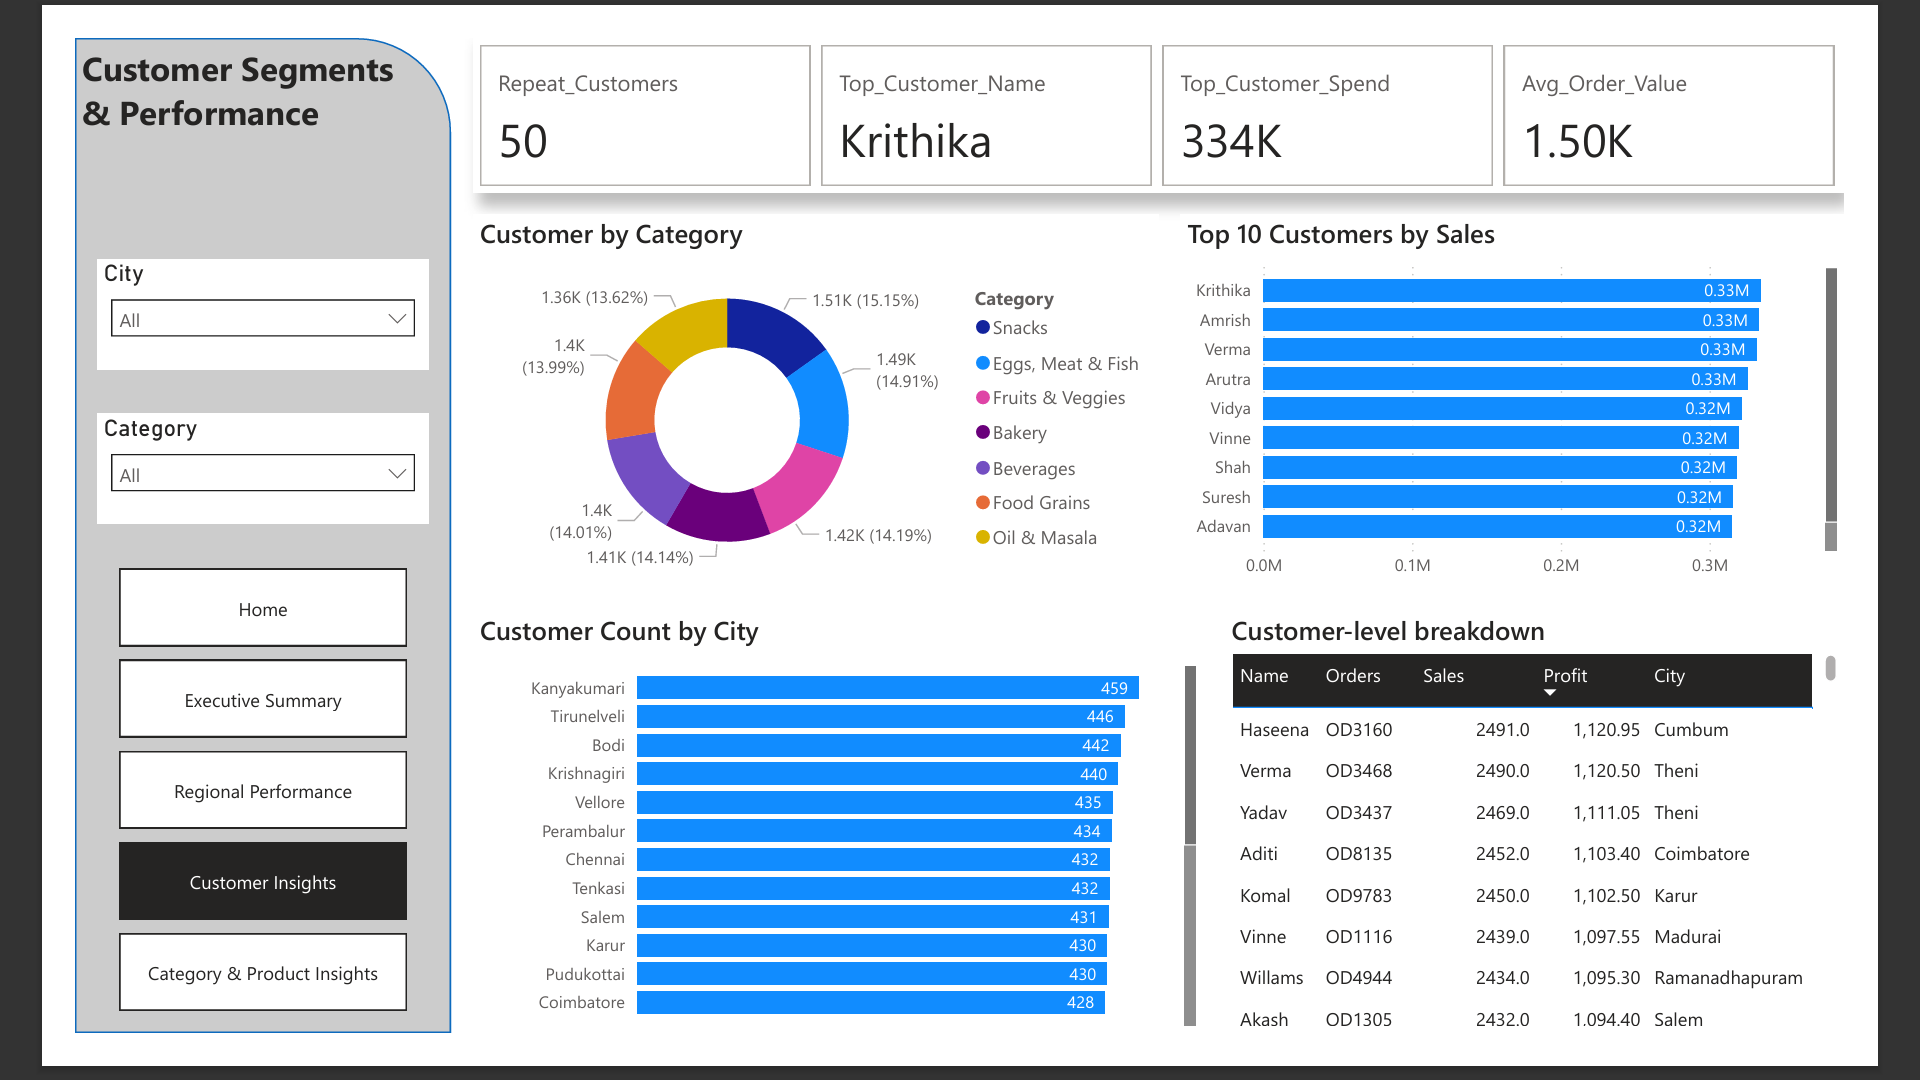 Customer Segments
& Performance
City
All
Category
All
Home
Executive Summary
Regional Performance
Customer Insights
Category & Product Insights
Repeat_Customers
50
Top_Customer_Name
Krithika
Top_Customer_Spend
334K
Avg_Order_Value
1.50K
Customer by Category
1.36K (13.62%)
1.51K (15.15%)
1.4K
(13.99%)
1.49K
(14.91%)
1.4K
(14.01%)
1.42K (14.19%)
1.41K (14.14%)
Category
Snacks
Eggs, Meat & Fish
Fruits & Veggies
Bakery
Beverages
Food Grains
Oil & Masala
Top 10 Customers by Sales
Krithika 0.33M
Amrish 0.33M
Verma 0.33M
Arutra 0.33M
Vidya 0.32M
Vinne 0.32M
Shah 0.32M
Suresh 0.32M
Adavan 0.32M
0.0M 0.1M 0.2M 0.3M
Customer Count by City
Kanyakumari 459
Tirunelveli 446
Bodi 442
Krishnagiri 440
Vellore 435
Perambalur 434
Chennai 432
Tenkasi 432
Salem 431
Karur 430
Pudukottai 430
Coimbatore 428
Customer-level breakdown
Name Orders Sales Profit City
Haseena OD3160 2491.0 1,120.95 Cumbum
Verma OD3468 2490.0 1,120.50 Theni
Yadav OD3437 2469.0 1,111.05 Theni
Aditi OD8135 2452.0 1,103.40 Coimbatore
Komal OD9783 2450.0 1,102.50 Karur
Vinne OD1116 2439.0 1,097.55 Madurai
Willams OD4944 2434.0 1,095.30 Ramanadhapuram
Akash OD1305 2432.0 1,094.40 Salem